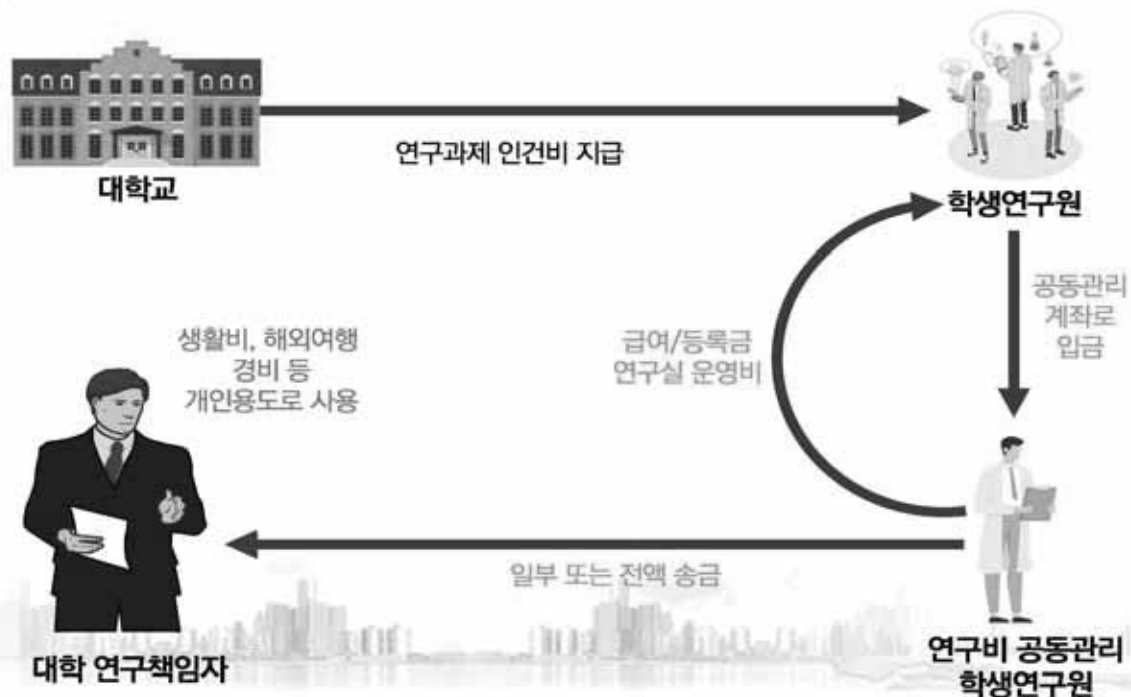 연구과제 인건비 지급
대학교
학생연구원
공동관리
계좌로
입금
급여/등록금
연구실 운영비
생활비, 해외여행
경비 등
개인용도로 사용
일부 또는 전액 송금
대학 연구책임자
연구비 공동관리
학생연구원